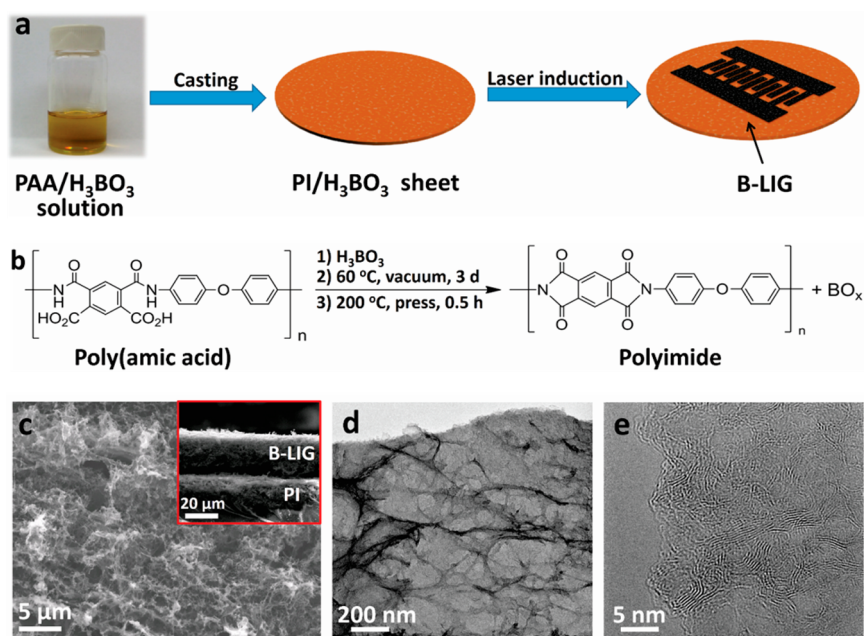 a
Casting
Laser induction
PAA/H₃BO₃
solution
PI/H₃BO₃ sheet
B-LIG
b
O
O
NH
HN
O
HO₂C
CO₂H
n
Poly(amic acid)
1) H₃BO₃
2) 60 °C, vacuum, 3 d
3) 200 °C, press, 0.5 h
O
O
N
N
O
O
O
n
+ BOₓ
Polyimide
c
B-LIG
PI
20 μm
5 μm
d
200 nm
e
5 nm